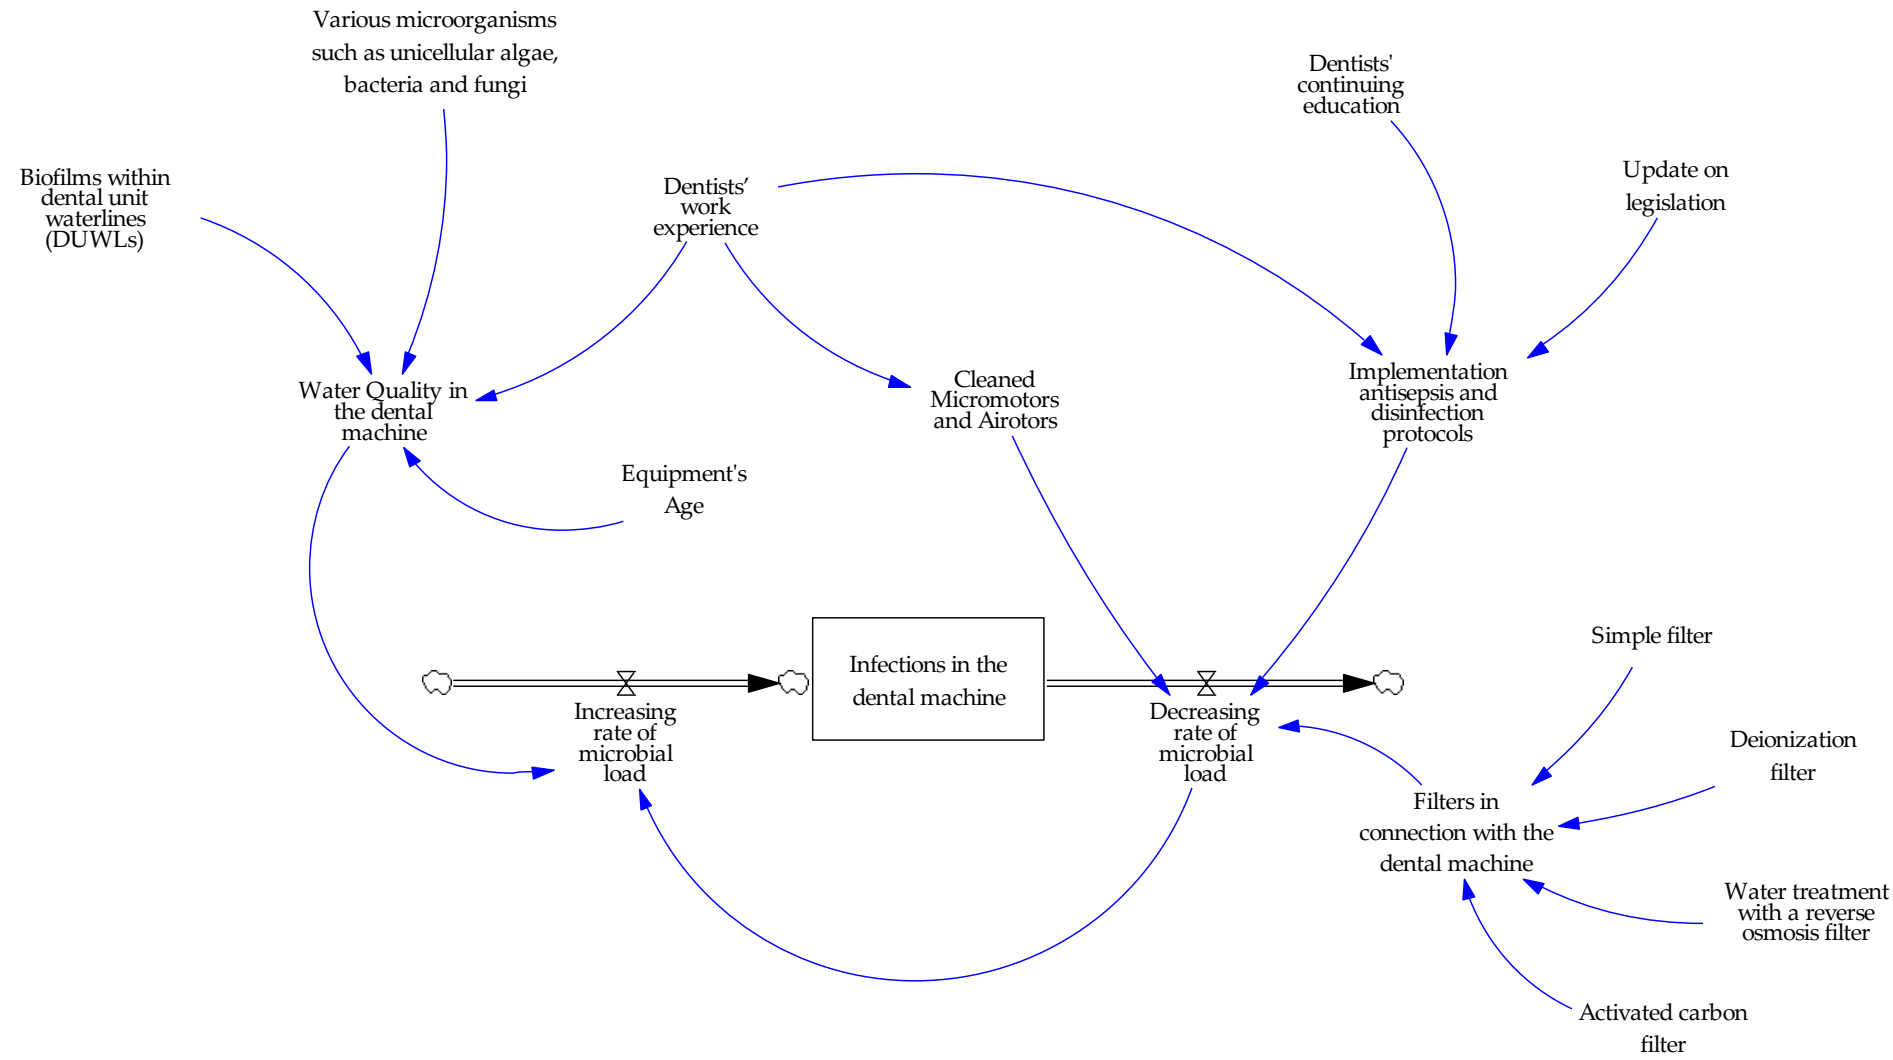 Various microorganisms
such as unicellular algae,
bacteria and fungi
Dentists'
continuing
education
Update on
legislation
Biofilms within
dental unit
waterlines
(DUWLs)
Dentists’
work
experience
Water Quality in
the dental
machine
Cleaned
Micromotors
and Airotors
Implementation
antisepsis and
disinfection
protocols
Equipment's
Age
Infections in the
dental machine
Increasing
rate of
microbial
load
Decreasing
rate of
microbial
load
Simple filter
Deionization
filter
Filters in
connection with the
dental machine
Water treatment
with a reverse
osmosis filter
Activated carbon
filter